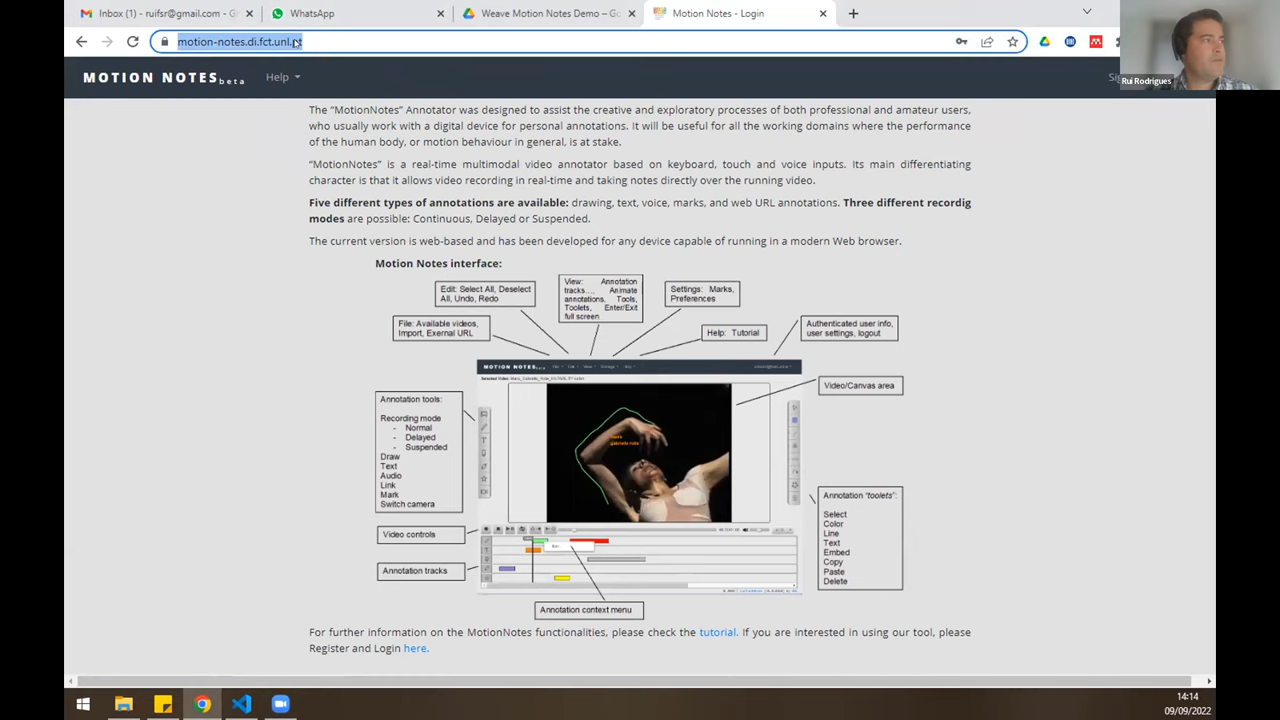 Inbox (1) - ruifsr@gmail.com - G
WhatsApp
Weave Motion Notes Demo – Go
Motion Notes - Login
motion-notes.di.fct.unl.pt
Rui Rodrigues
MOTION NOTES beta
Help
The “MotionNotes” Annotator was designed to assist the creative and exploratory processes of both professional and amateur users,
who usually work with a digital device for personal annotations. It will be useful for all the working domains where the performance
of the human body, or motion behaviour in general, is at stake.
“MotionNotes” is a real-time multimodal video annotator based on keyboard, touch and voice inputs. Its main differentiating
character is that it allows video recording in real-time and taking notes directly over the running video.
Five different types of annotations are available: drawing, text, voice, marks, and web URL annotations. Three different recordig
modes are possible: Continuous, Delayed or Suspended.
The current version is web-based and has been developed for any device capable of running in a modern Web browser.
Motion Notes interface:
Edit: Select All, Deselect
All, Undo, Redo
View: Annotation
tracks.... Animate
annotations, Tools,
Toolets, Enter/Exit
full screen
Settings: Marks,
Preferences
File: Available videos,
Import, Exernal URL
Help: Tutorial
Authenticated user info,
user settings, logout
MOTION NOTES
Video/Canvas area
Annotation tools:
Recording mode
- Normal
- Delayed
- Suspended
Draw
Text
Audio
Link
Mark
Switch camera
Annotation “toolets”:
Select
Color
Line
Text
Embed
Copy
Paste
Delete
Video controls
Annotation tracks
Annotation context menu
For further information on the MotionNotes functionalities, please check the tutorial. If you are interested in using our tool, please
Register and Login here.
14:14
09/09/2022